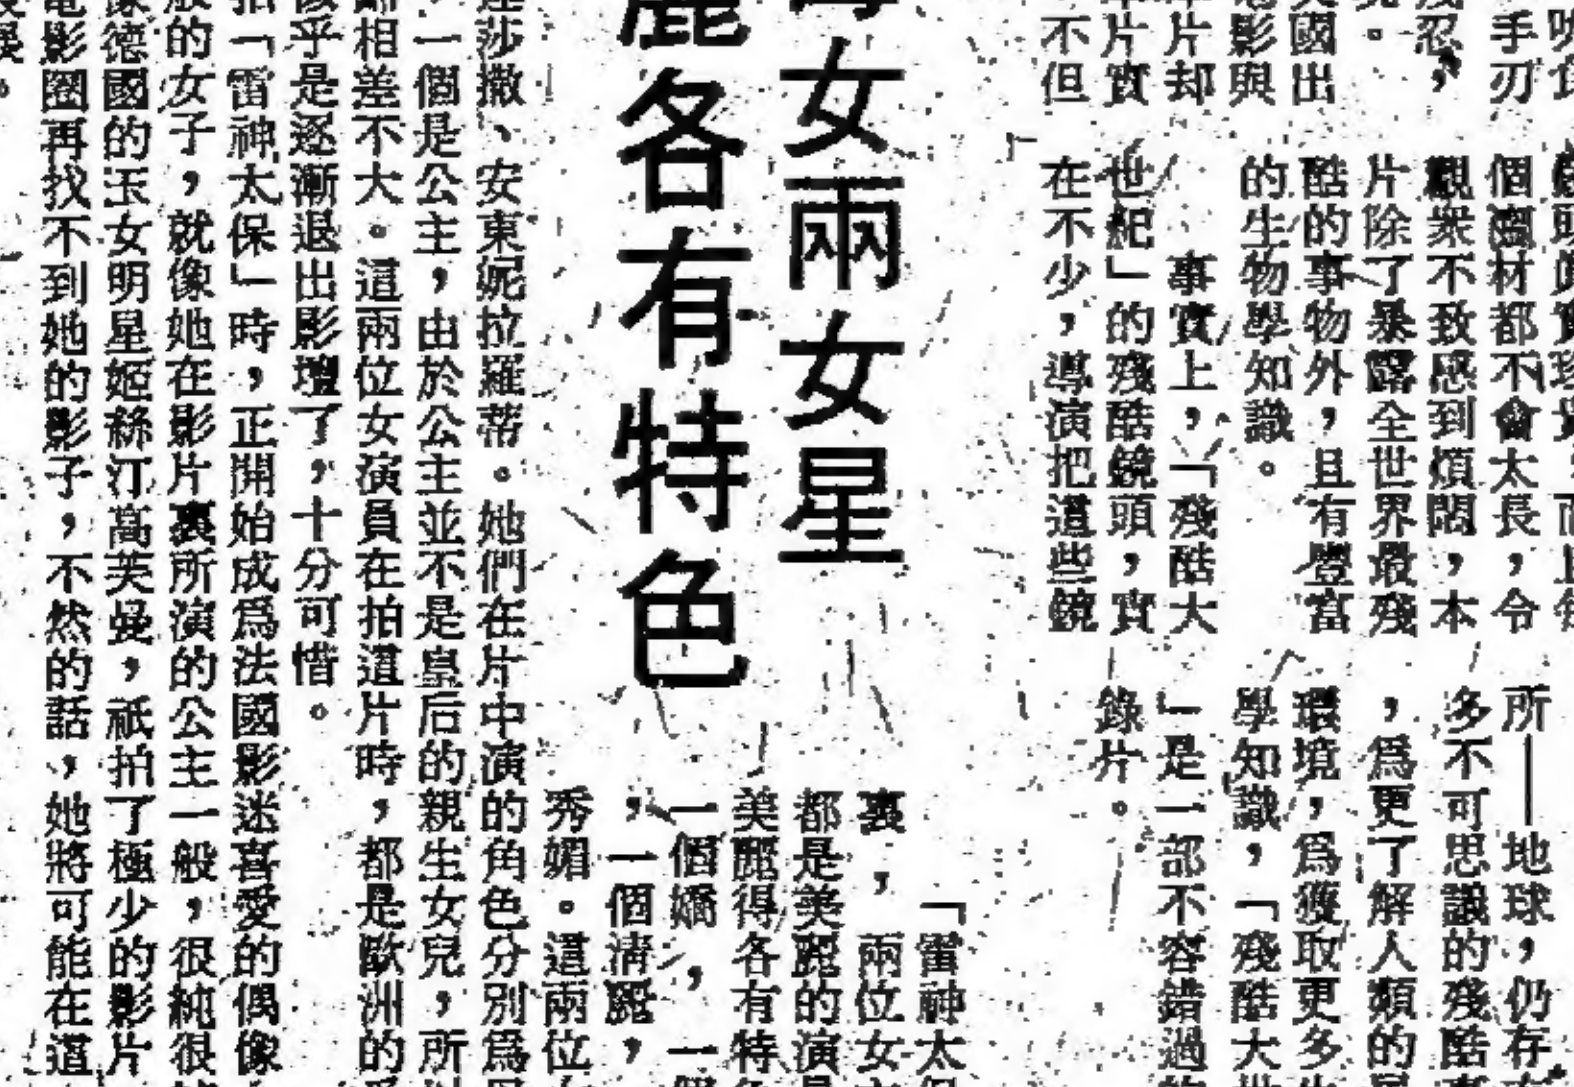 手刃
殘忍，
國出
影與
片却
片實
不但
個鏡材都不會太長，令
觀衆不致感到煩悶，本
片除了暴露全世界最殘
酷的事物外，且有豐富
的生物學知識。
事實上，「殘酷大
世紀」的殘酷鏡頭，實
在不少，導演把這些鏡
所——地球，仍存
多不可思議的殘酷
，爲更了解人類的
環境，爲獲取更多
學知識，「殘酷大
一是一部不容錯過
錄片。
女兩女星
各有特色
「雷神太
裏，兩位女
都是美麗的演
美麗得各有特
一個嬌，一
，一個清麗，
秀媚。這兩位
莎撒、安東妮拉羅蒂。她們在片中演的角色分別爲
一個是公主，由於公主並不是皇后的親生女兒，所
相差不大。這兩位女演員在拍這片時，都是歐洲的
乎是逐漸退出影壇了，十分可惜。
拍「雷神太保」時，正開始成爲法國影迷喜愛的偶像
般的女子，就像她在影片裏所演的公主一般，很純很
像德國的玉女明星姬絲汀高芙曼，祇拍了極少的影片
電影圈再找不到她的影子，不然的話，她將可能在這